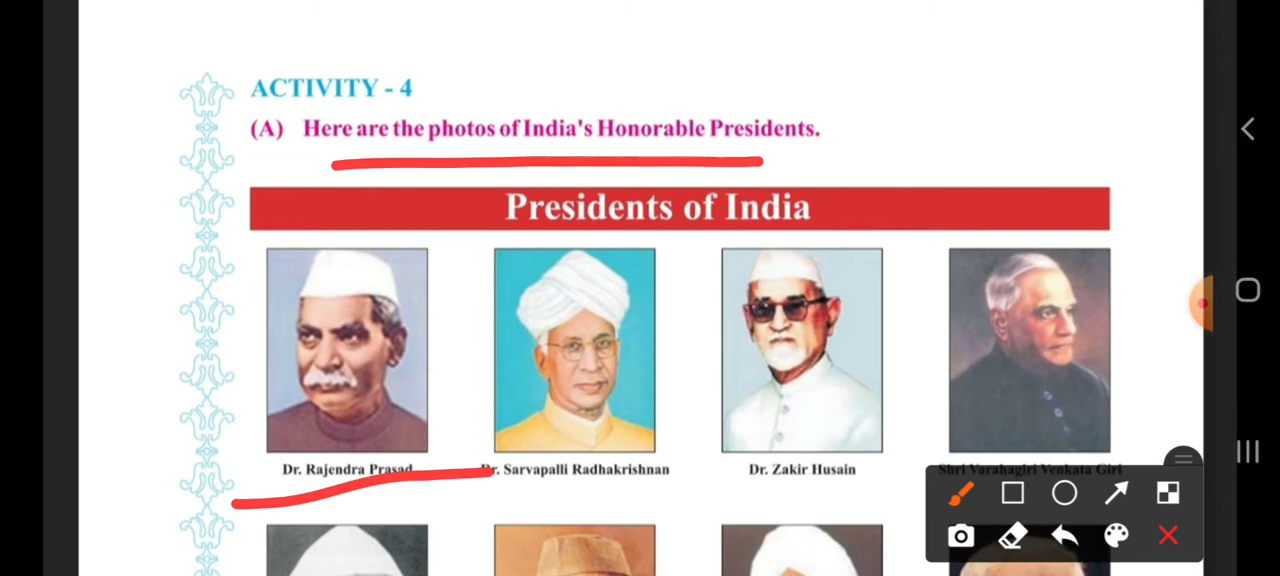 ACTIVITY - 4
(A) Here are the photos of India's Honorable Presidents.
Presidents of India
Dr. Rajendra Prasad
Dr. Sarvapalli Radhakrishnan
Dr. Zakir Husain
Shri Varahagiri Venkata Giri